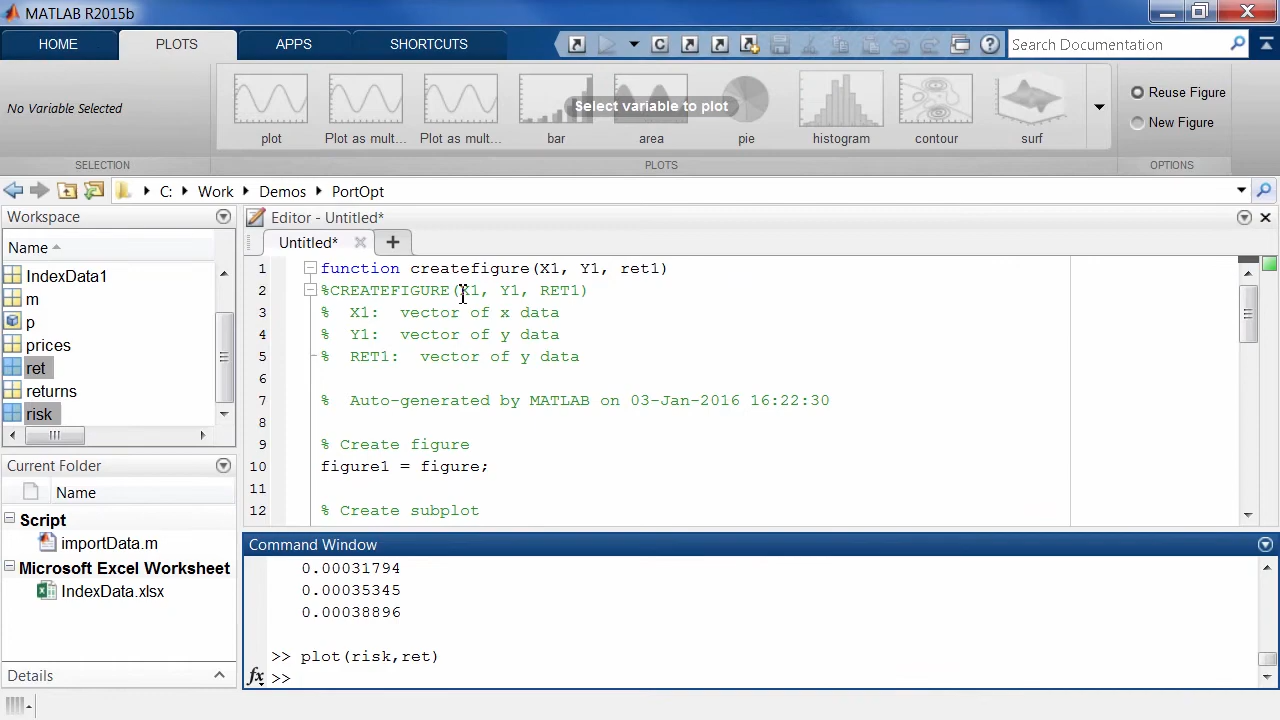 MATLAB R2015b
HOME PLOTS APPS SHORTCUTS Search Documentation
No Variable Selected
Select variable to plot
plot Plot as mult... Plot as mult... bar area pie histogram contour surf
Reuse Figure
New Figure
SELECTION PLOTS OPTIONS
C: Work Demos PortOpt
Workspace
Name
IndexData1
m
p
prices
ret
returns
risk
Current Folder
Name
Script
importData.m
Microsoft Excel Worksheet
IndexData.xlsx
Details
Editor - Untitled*
Untitled*
1 function createfigure(X1, Y1, ret1)
2 %CREATEFIGURE(X1, Y1, RET1)
3 % X1: vector of x data
4 % Y1: vector of y data
5 % RET1: vector of y data
6
7 % Auto-generated by MATLAB on 03-Jan-2016 16:22:30
8
9 % Create figure
10 figure1 = figure;
11
12 % Create subplot
Command Window
0.00031794
0.00035345
0.00038896
>> plot(risk,ret)
fx >>